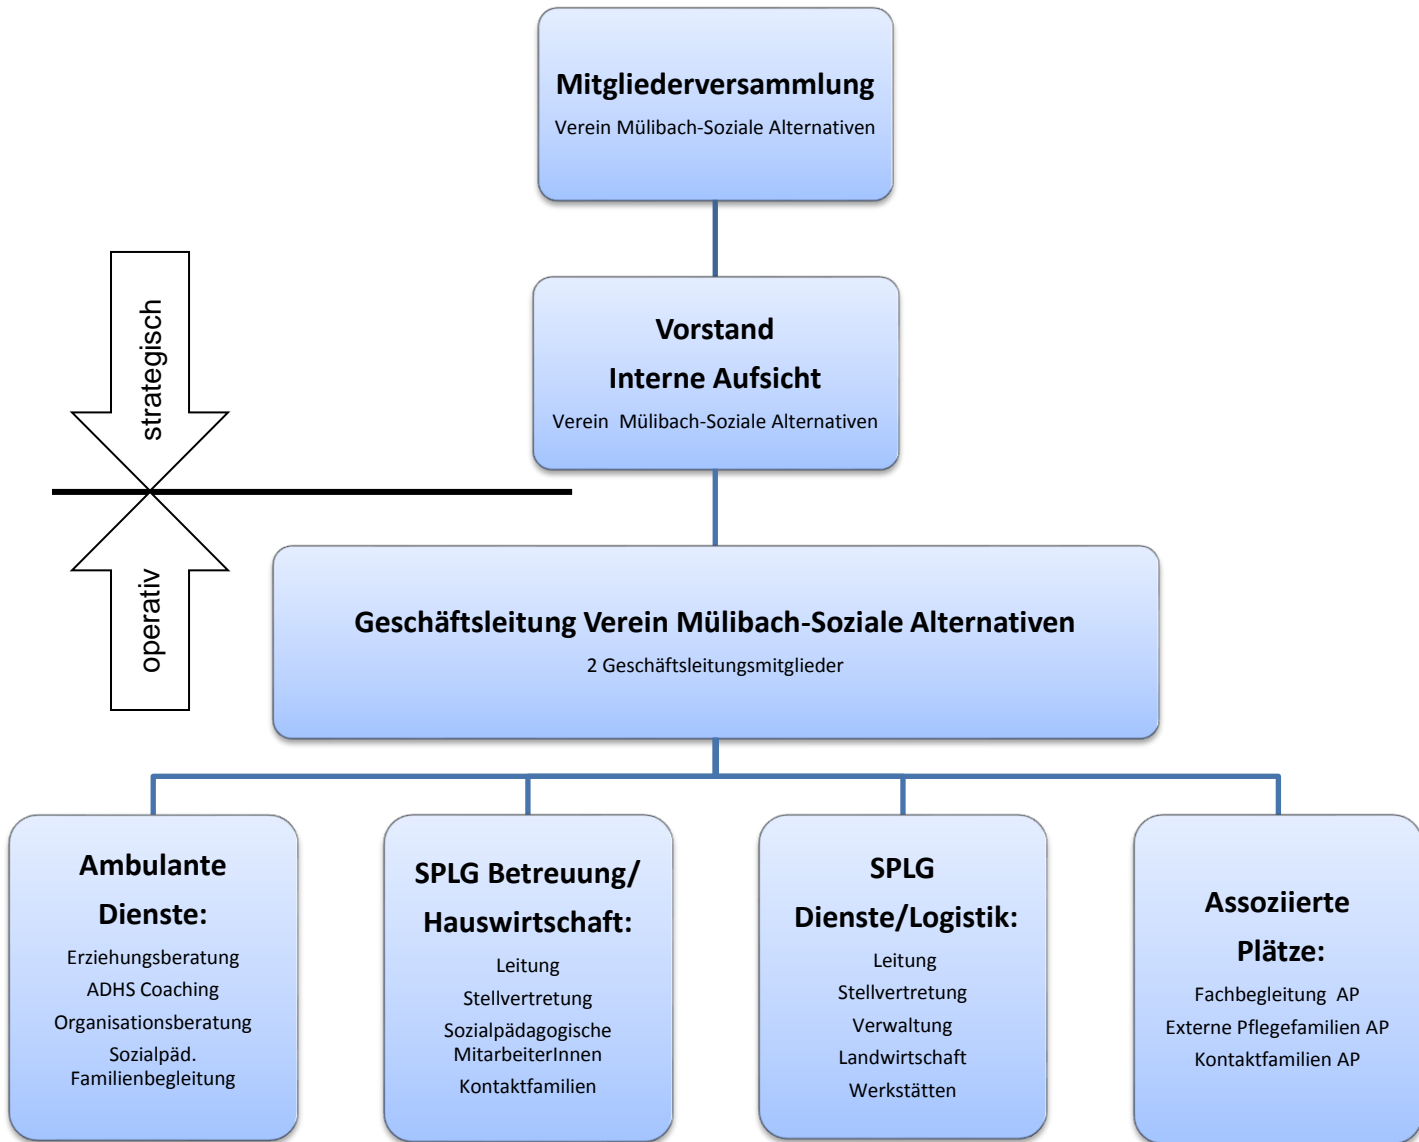 Mitgliederversammlung
Verein Mülibach-Soziale Alternativen
strategisch
Vorstand
Interne Aufsicht
Verein  Mülibach-Soziale Alternativen
operativ
Geschäftsleitung Verein Mülibach-Soziale Alternativen
2 Geschäftsleitungsmitglieder
Ambulante
Dienste:
Erziehungsberatung
ADHS Coaching
Organisationsberatung
Sozialpäd.
Familienbegleitung
SPLG Betreuung/
Hauswirtschaft:
Leitung
Stellvertretung
Sozialpädagogische
MitarbeiterInnen
Kontaktfamilien
SPLG
Dienste/Logistik:
Leitung
Stellvertretung
Verwaltung
Landwirtschaft
Werkstätten
Assoziierte
Plätze:
Fachbegleitung  AP
Externe Pflegefamilien AP
Kontaktfamilien AP